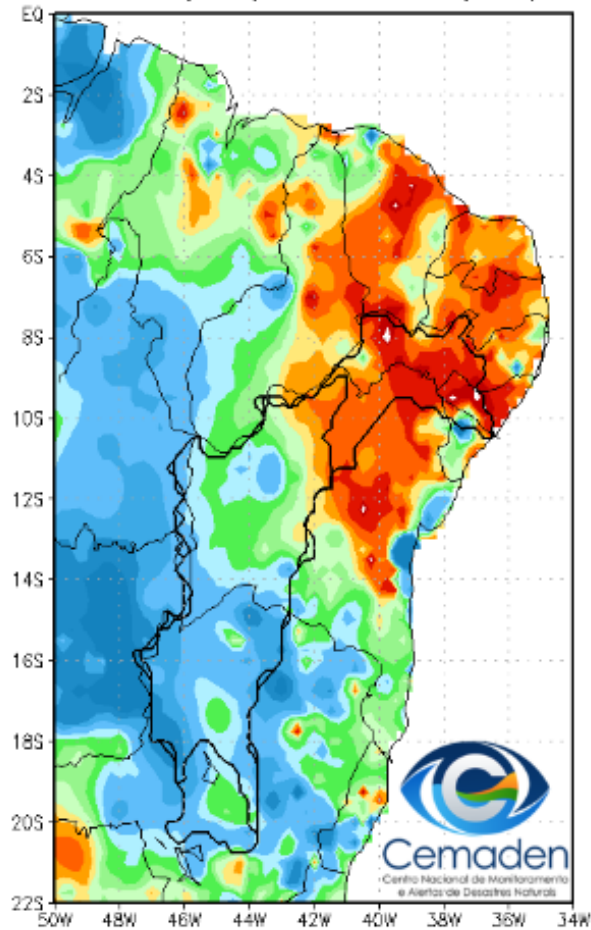 EQ
2S
4S
6S
8S
10S
12S
14S
16S
18S
20S
22S
Cemaden
Centro Nacional de Monitoramento
e Alertas de Desastres Naturais
50W 48W 46W 44W 42W 40W 38W 36W 34W